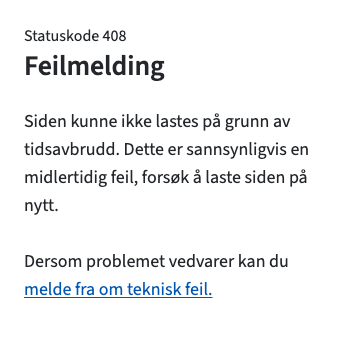 Statuskode 408
Feilmelding
Siden kunne ikke lastes på grunn av
tidsavbrudd. Dette er sannsynligvis en
midlertidig feil, forsøk å laste siden på
nytt.
Dersom problemet vedvarer kan du
melde fra om teknisk feil.